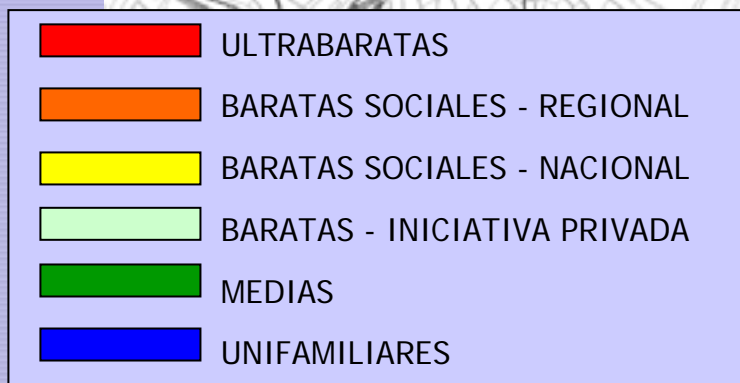 ULTRABARATAS
BARATAS SOCIALES - REGIONAL
BARATAS SOCIALES - NACIONAL
BARATAS - INICIATIVA PRIVADA
MEDIAS
UNIFAMILIARES